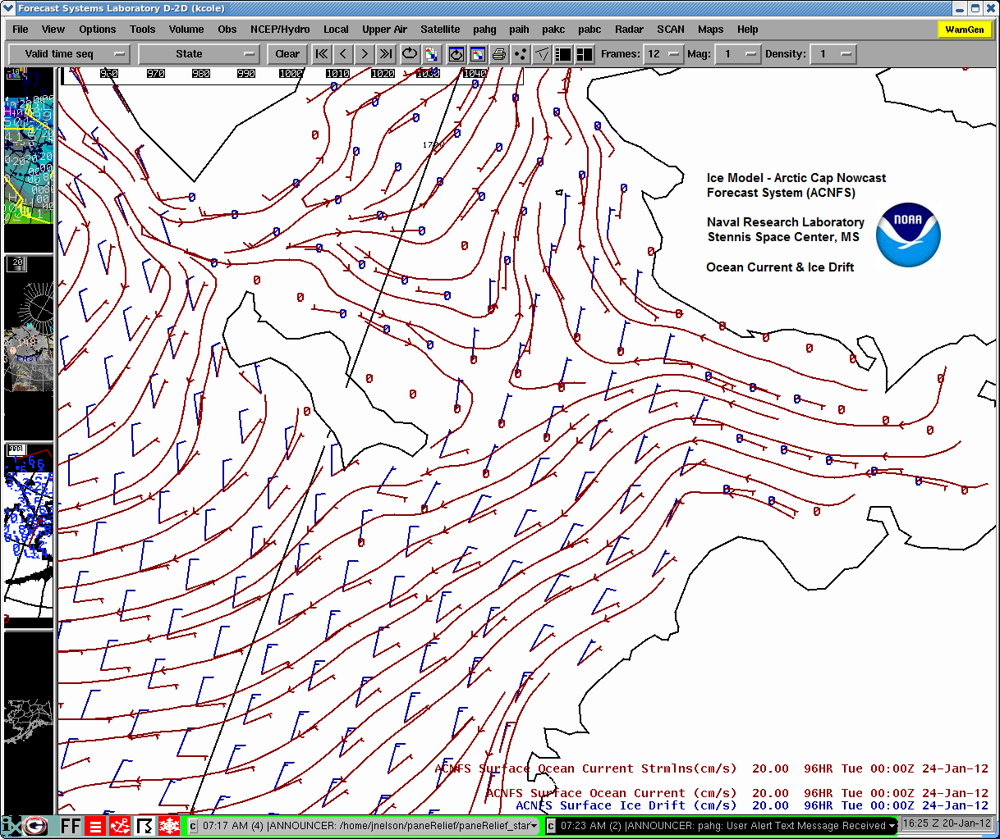 Forecast Systems Laboratory D-2D (kcole)
File View Options Tools Volume Obs NCEP/Hydro Local Upper Air Satellite pahg paih pakc pabc Radar SCAN Maps Help WarnGen
Valid time seq State Clear Frames: 12 Mag: 1 Density: 1
960 970 980 990 1000 1010 1020 1030 1040
Ice Model - Arctic Cap Nowcast
Forecast System (ACNFS)
Naval Research Laboratory
Stennis Space Center, MS
NOAA
Ocean Current & Ice Drift
20
990
ACNFS Surface Ocean Current Strmlns(cm/s) 20.00 96HR Tue 00:00Z 24-Jan-12
ACNFS Surface Ocean Current (cm/s) 20.00 96HR Tue 00:00Z 24-Jan-12
ACNFS Surface Ice Drift (cm/s) 20.00 96HR Tue 00:00Z 24-Jan-12
FF c 07:17 AM (4) |ANNOUNCER: /home/jnelson/paneRelief/paneRelief_star c 07:23 AM (2) |ANNOUNCER: pahg: User Alert Text Message Received 16:25 Z 20-Jan-12